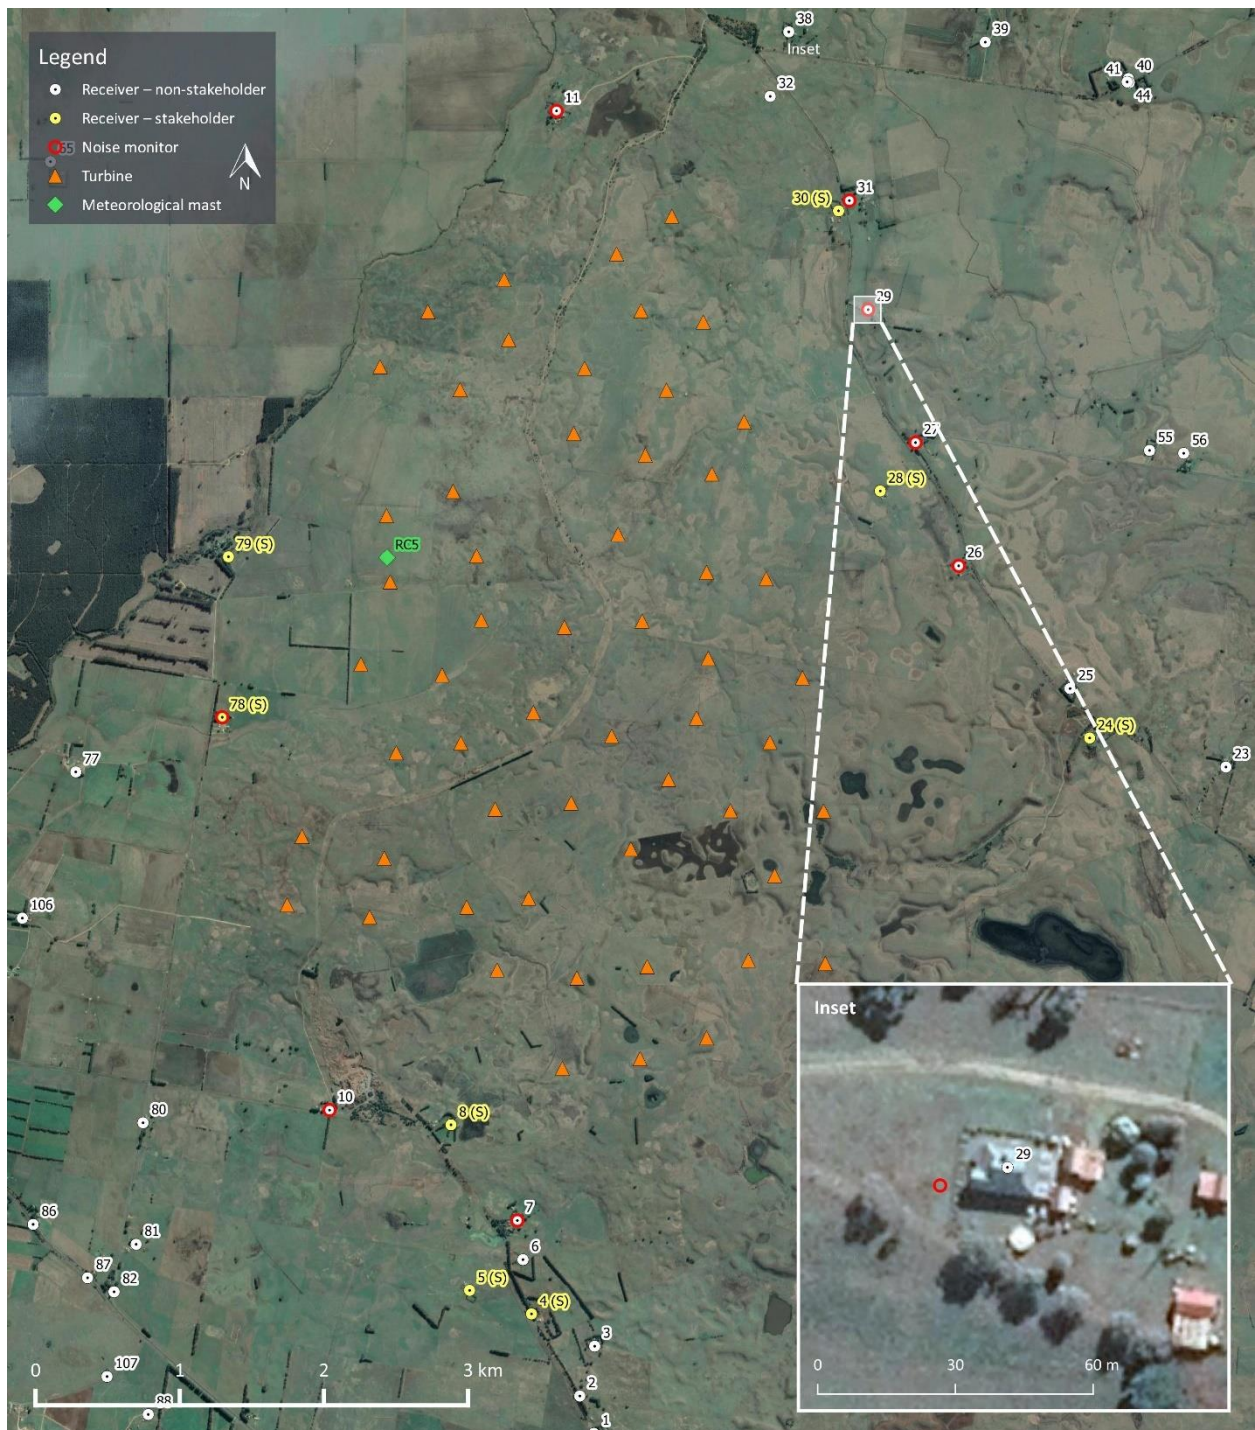 38
39
Inset
Legend
Receiver – non-stakeholder
Receiver – stakeholder
Noise monitor
Turbine
Meteorological mast
N
11
32
41
40
44
30 (S)
31
29
27
55
56
28 (S)
79 (S)
RC5
26
25
78 (S)
24 (S)
77
23
106
Inset
10
8 (S)
80
29
7
86
81
6
87
82
5 (S)
4 (S)
3
0
1
2
3 km
107
0
30
60 m
2
88
1